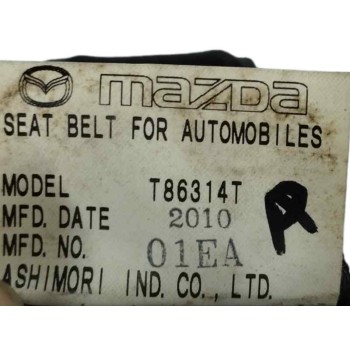 mazda
SEAT BELT FOR AUTOMOBILES
MODEL T86314T
MFD. DATE 2010
MFD. NO. 01EA
R
ASHIMORI IND. CO., LTD.